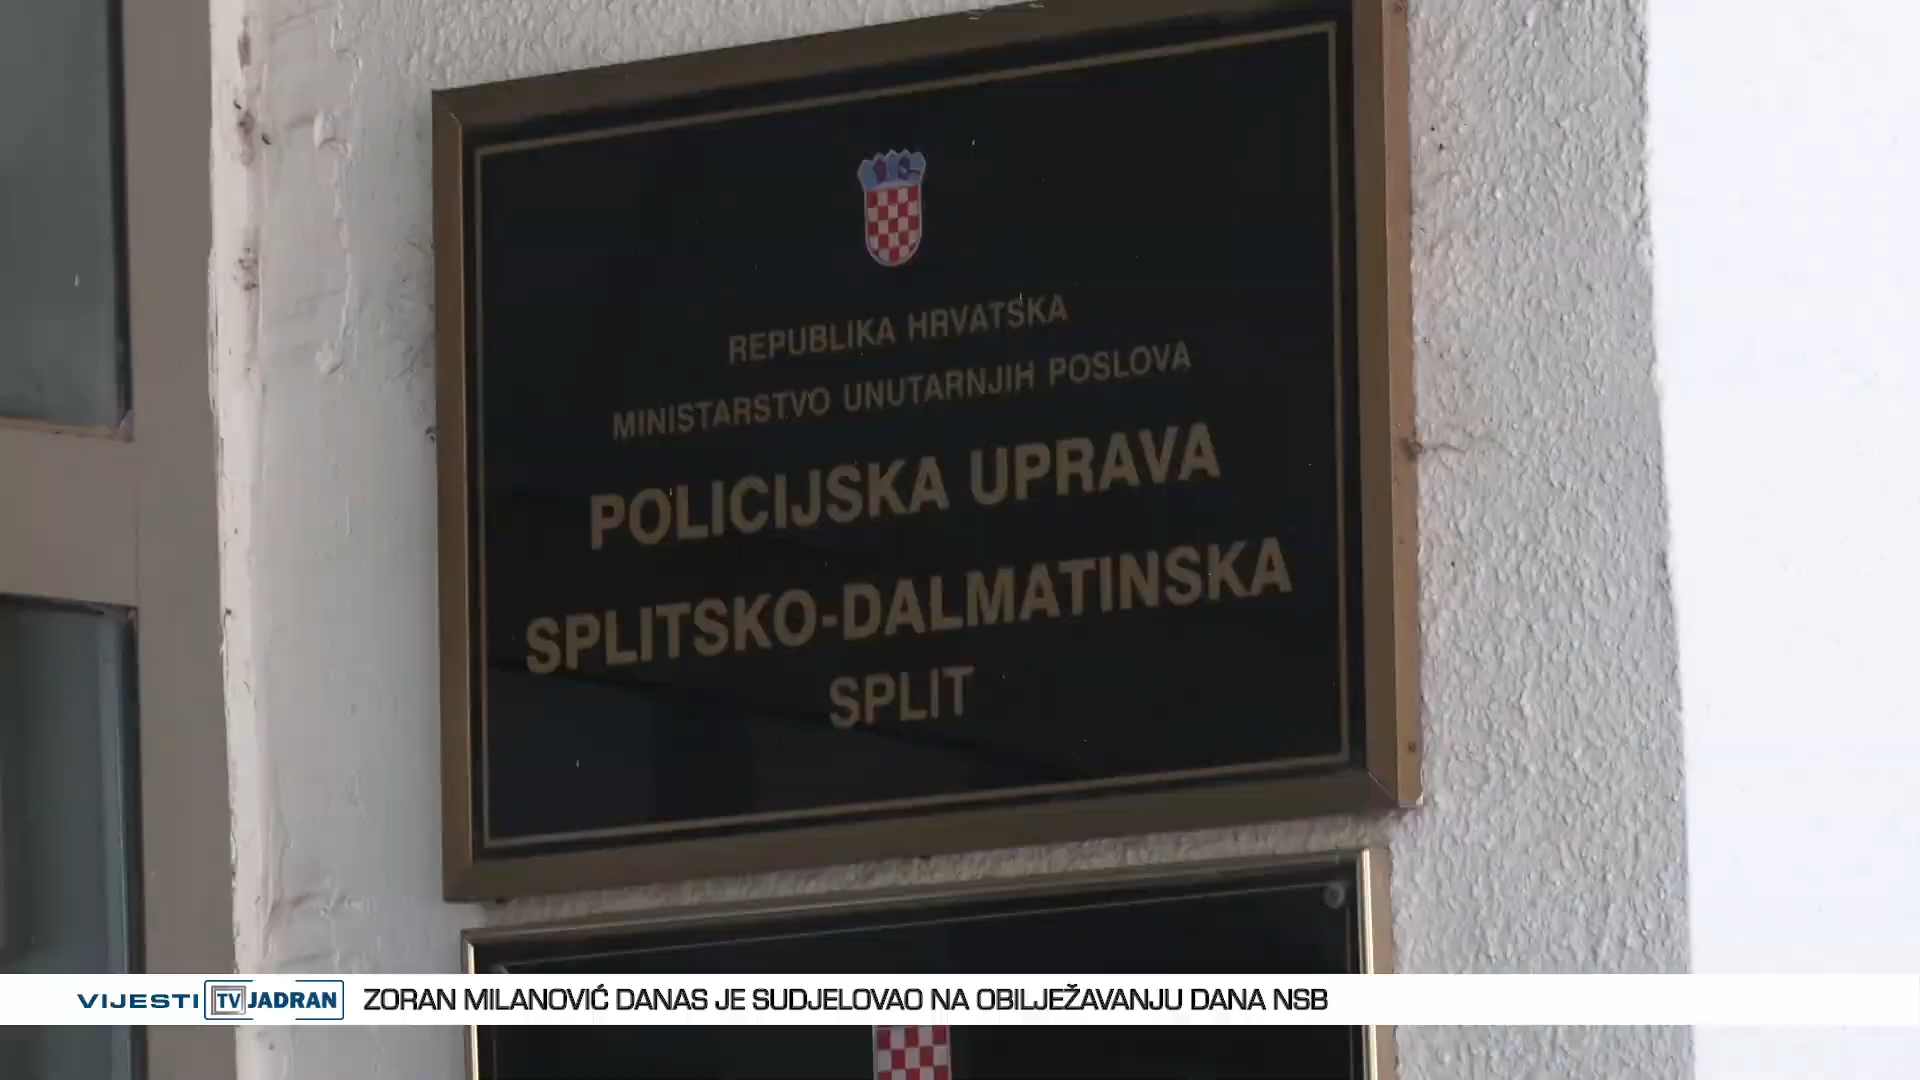 REPUBLIKA HRVATSKA
MINISTARSTVO UNUTARNJIH POSLOVA
POLICIJSKA UPRAVA
SPLITSKO-DALMATINSKA
SPLIT
VIJESTI TV JADRAN ZORAN MILANOVIĆ DANAS JE SUDJELOVAO NA OBILJEŽAVANJU DANA NSB